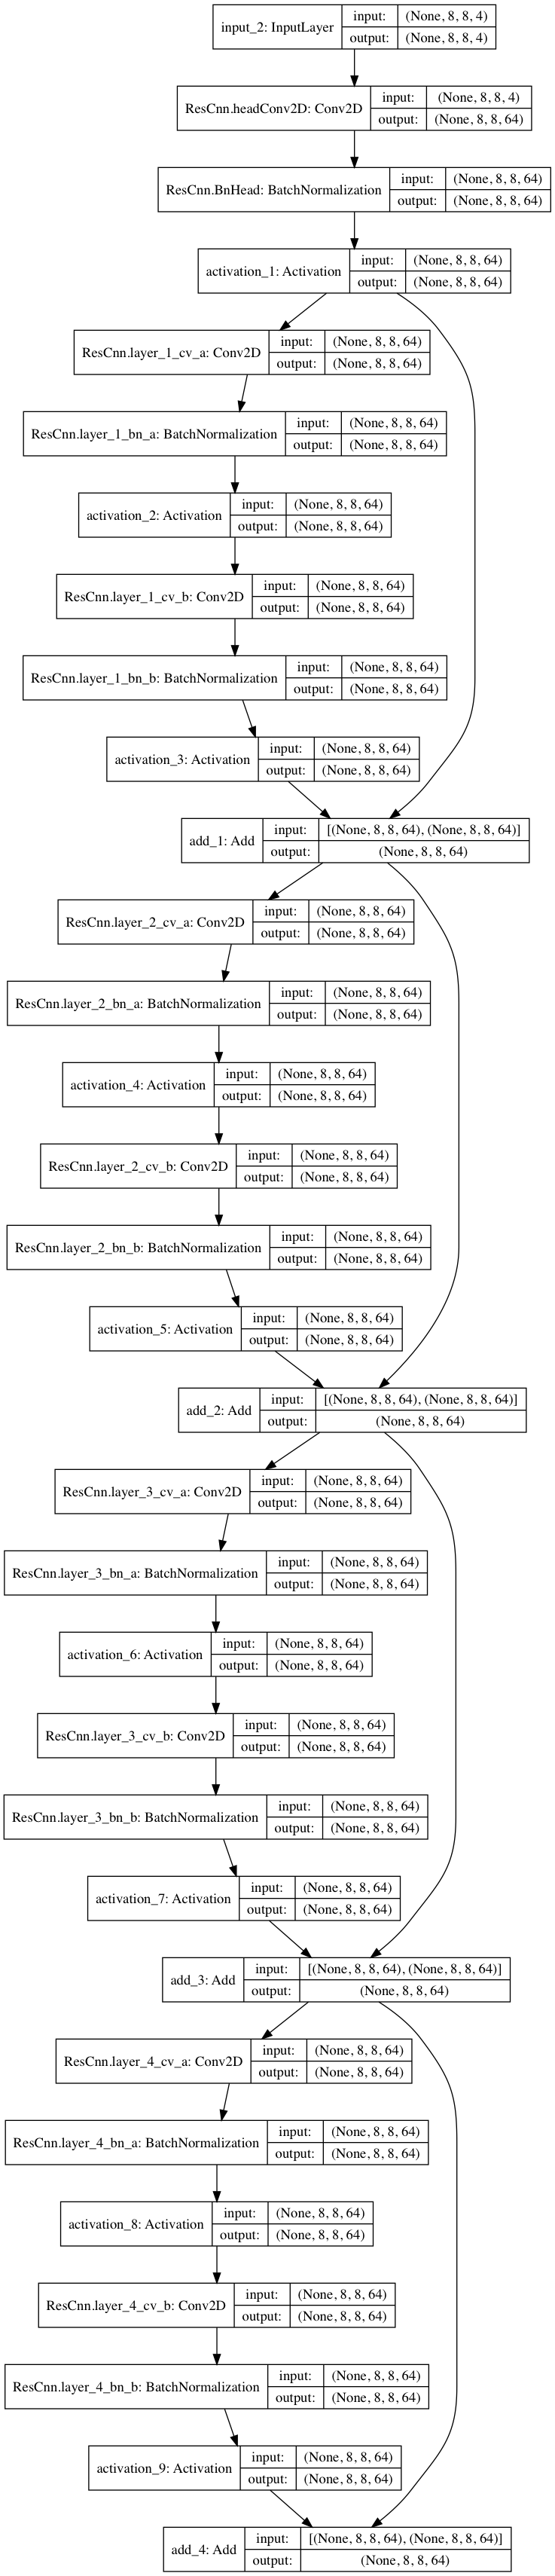 input_2: InputLayer
input:
(None, 8, 8, 4)
output:
(None, 8, 8, 4)
ResCnn.headConv2D: Conv2D
input:
(None, 8, 8, 4)
output:
(None, 8, 8, 64)
ResCnn.BnHead: BatchNormalization
input:
(None, 8, 8, 64)
output:
(None, 8, 8, 64)
activation_1: Activation
input:
(None, 8, 8, 64)
output:
(None, 8, 8, 64)
ResCnn.layer_1_cv_a: Conv2D
input:
(None, 8, 8, 64)
output:
(None, 8, 8, 64)
ResCnn.layer_1_bn_a: BatchNormalization
input:
(None, 8, 8, 64)
output:
(None, 8, 8, 64)
activation_2: Activation
input:
(None, 8, 8, 64)
output:
(None, 8, 8, 64)
ResCnn.layer_1_cv_b: Conv2D
input:
(None, 8, 8, 64)
output:
(None, 8, 8, 64)
ResCnn.layer_1_bn_b: BatchNormalization
input:
(None, 8, 8, 64)
output:
(None, 8, 8, 64)
activation_3: Activation
input:
(None, 8, 8, 64)
output:
(None, 8, 8, 64)
add_1: Add
input:
[(None, 8, 8, 64), (None, 8, 8, 64)]
output:
(None, 8, 8, 64)
ResCnn.layer_2_cv_a: Conv2D
input:
(None, 8, 8, 64)
output:
(None, 8, 8, 64)
ResCnn.layer_2_bn_a: BatchNormalization
input:
(None, 8, 8, 64)
output:
(None, 8, 8, 64)
activation_4: Activation
input:
(None, 8, 8, 64)
output:
(None, 8, 8, 64)
ResCnn.layer_2_cv_b: Conv2D
input:
(None, 8, 8, 64)
output:
(None, 8, 8, 64)
ResCnn.layer_2_bn_b: BatchNormalization
input:
(None, 8, 8, 64)
output:
(None, 8, 8, 64)
activation_5: Activation
input:
(None, 8, 8, 64)
output:
(None, 8, 8, 64)
add_2: Add
input:
[(None, 8, 8, 64), (None, 8, 8, 64)]
output:
(None, 8, 8, 64)
ResCnn.layer_3_cv_a: Conv2D
input:
(None, 8, 8, 64)
output:
(None, 8, 8, 64)
ResCnn.layer_3_bn_a: BatchNormalization
input:
(None, 8, 8, 64)
output:
(None, 8, 8, 64)
activation_6: Activation
input:
(None, 8, 8, 64)
output:
(None, 8, 8, 64)
ResCnn.layer_3_cv_b: Conv2D
input:
(None, 8, 8, 64)
output:
(None, 8, 8, 64)
ResCnn.layer_3_bn_b: BatchNormalization
input:
(None, 8, 8, 64)
output:
(None, 8, 8, 64)
activation_7: Activation
input:
(None, 8, 8, 64)
output:
(None, 8, 8, 64)
add_3: Add
input:
[(None, 8, 8, 64), (None, 8, 8, 64)]
output:
(None, 8, 8, 64)
ResCnn.layer_4_cv_a: Conv2D
input:
(None, 8, 8, 64)
output:
(None, 8, 8, 64)
ResCnn.layer_4_bn_a: BatchNormalization
input:
(None, 8, 8, 64)
output:
(None, 8, 8, 64)
activation_8: Activation
input:
(None, 8, 8, 64)
output:
(None, 8, 8, 64)
ResCnn.layer_4_cv_b: Conv2D
input:
(None, 8, 8, 64)
output:
(None, 8, 8, 64)
ResCnn.layer_4_bn_b: BatchNormalization
input:
(None, 8, 8, 64)
output:
(None, 8, 8, 64)
activation_9: Activation
input:
(None, 8, 8, 64)
output:
(None, 8, 8, 64)
add_4: Add
input:
[(None, 8, 8, 64), (None, 8, 8, 64)]
output:
(None, 8, 8, 64)